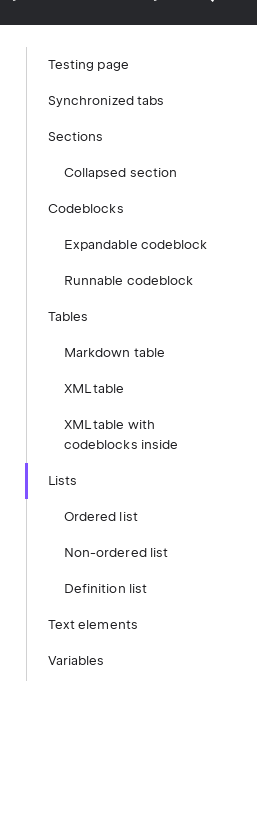 Testing page
Synchronized tabs
Sections
Collapsed section
Codeblocks
Expandable codeblock
Runnable codeblock
Tables
Markdown table
XML table
XML table with
codeblocks inside
Lists
Ordered list
Non-ordered list
Definition list
Text elements
Variables